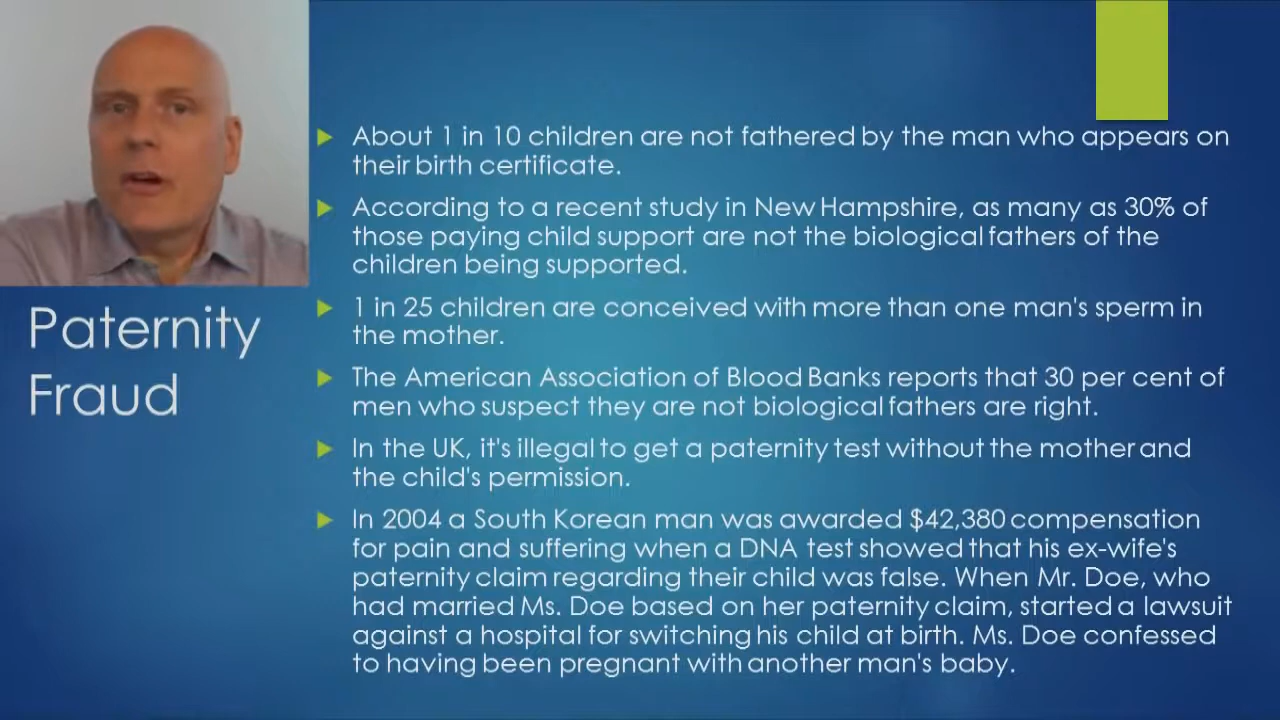 Paternity
Fraud
About 1 in 10 children are not fathered by the man who appears on
their birth certificate.
According to a recent study in New Hampshire, as many as 30% of
those paying child support are not the biological fathers of the
children being supported.
1 in 25 children are conceived with more than one man's sperm in
the mother.
The American Association of Blood Banks reports that 30 per cent of
men who suspect they are not biological fathers are right.
In the UK, it's illegal to get a paternity test without the mother and
the child's permission.
In 2004 a South Korean man was awarded $42,380 compensation
for pain and suffering when a DNA test showed that his ex-wife's
paternity claim regarding their child was false. When Mr. Doe, who
had married Ms. Doe based on her paternity claim, started a lawsuit
against a hospital for switching his child at birth. Ms. Doe confessed
to having been pregnant with another man's baby.